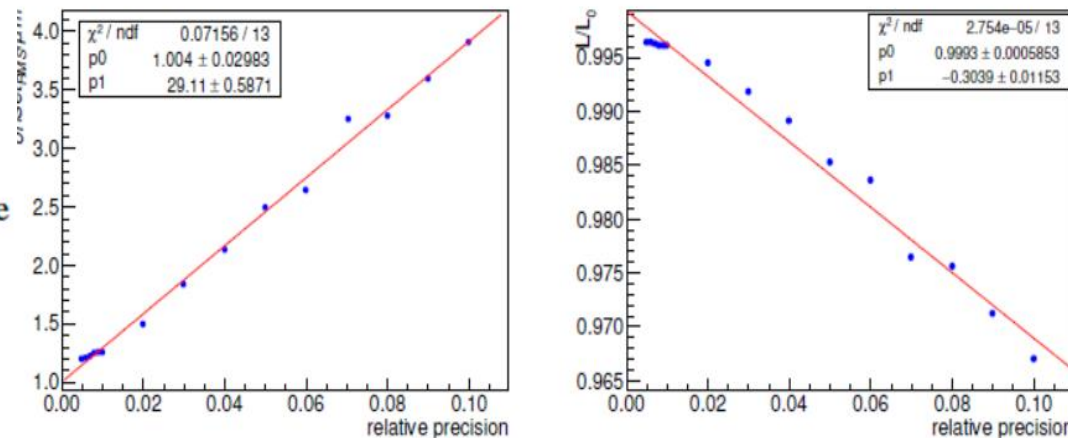 χ² / ndf 0.07156 / 13
p0 1.004 ± 0.02983
p1 29.11 ± 0.5871
4.0
3.5
3.0
2.5
2.0
1.5
1.0
0.00 0.02 0.04 0.06 0.08 0.10
relative precision
L/L₀
χ² / ndf 2.754e−05 / 13
p0 0.9993 ± 0.0005853
p1 −0.3039 ± 0.01153
0.995
0.990
0.985
0.980
0.975
0.970
0.965
0.00 0.02 0.04 0.06 0.08 0.10
relative precision